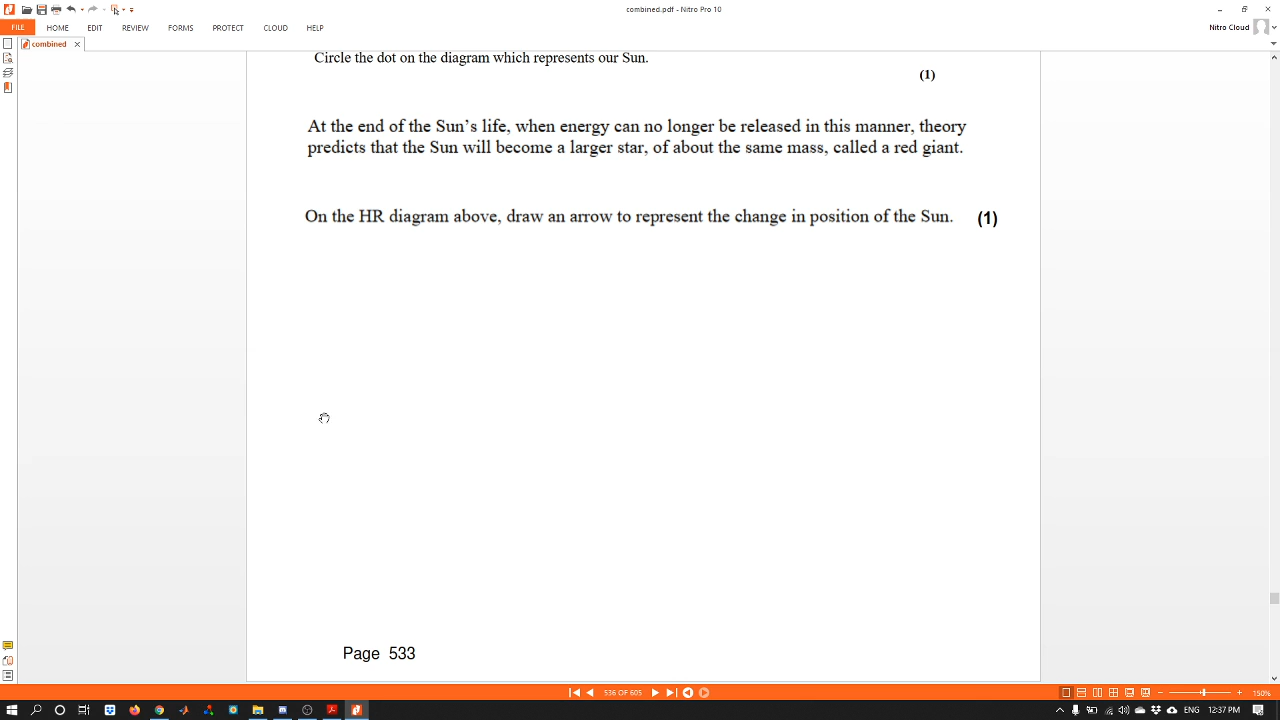 combined.pdf - Nitro Pro 10
FILE HOME EDIT REVIEW FORMS PROTECT CLOUD HELP
Nitro Cloud
combined
Circle the dot on the diagram which represents our Sun.
(1)
At the end of the Sun's life, when energy can no longer be released in this manner, theory
predicts that the Sun will become a larger star, of about the same mass, called a red giant.
On the HR diagram above, draw an arrow to represent the change in position of the Sun. (1)
Page 533
536 OF 605
150%
ENG 12:37 PM